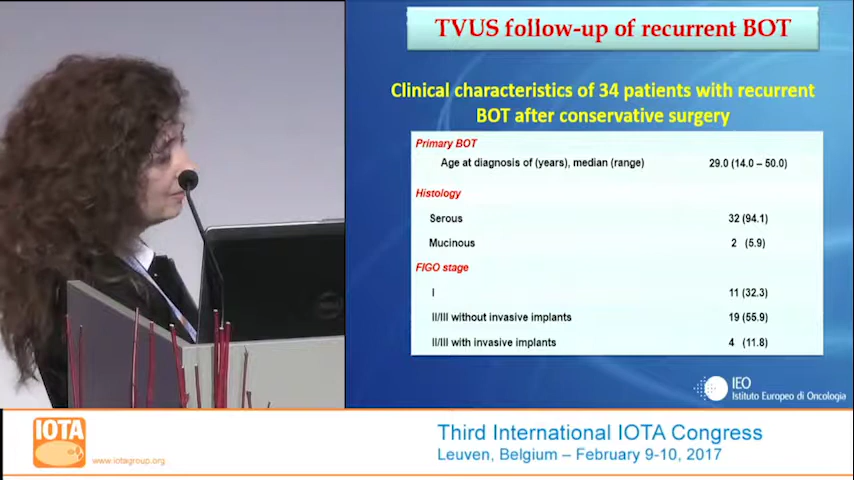 TVUS follow-up of recurrent BOT
Clinical characteristics of 34 patients with recurrent
BOT after conservative surgery
Primary BOT
Age at diagnosis of (years), median (range) 29.0 (14.0 – 50.0)
Histology
Serous 32 (94.1)
Mucinous 2 (5.9)
FIGO stage
I 11 (32.3)
II/III without invasive implants 19 (55.9)
II/III with invasive implants 4 (11.8)
IEO
Istituto Europeo di Oncologia
IOTA
www.iotagroup.org
Third International IOTA Congress
Leuven, Belgium – February 9-10, 2017